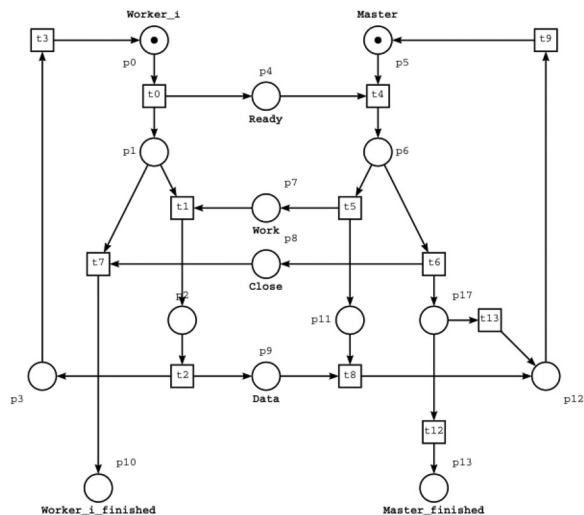 Worker_i
Master
t3
t9
p0
p4
p5
t0
t4
Ready
p1
p6
p7
t1
t5
Work
p8
t7
t6
Close
p2
p11
p17
t13
p9
t2
t8
p3
Data
p12
t12
p10
p13
Worker_i_finished
Master_finished